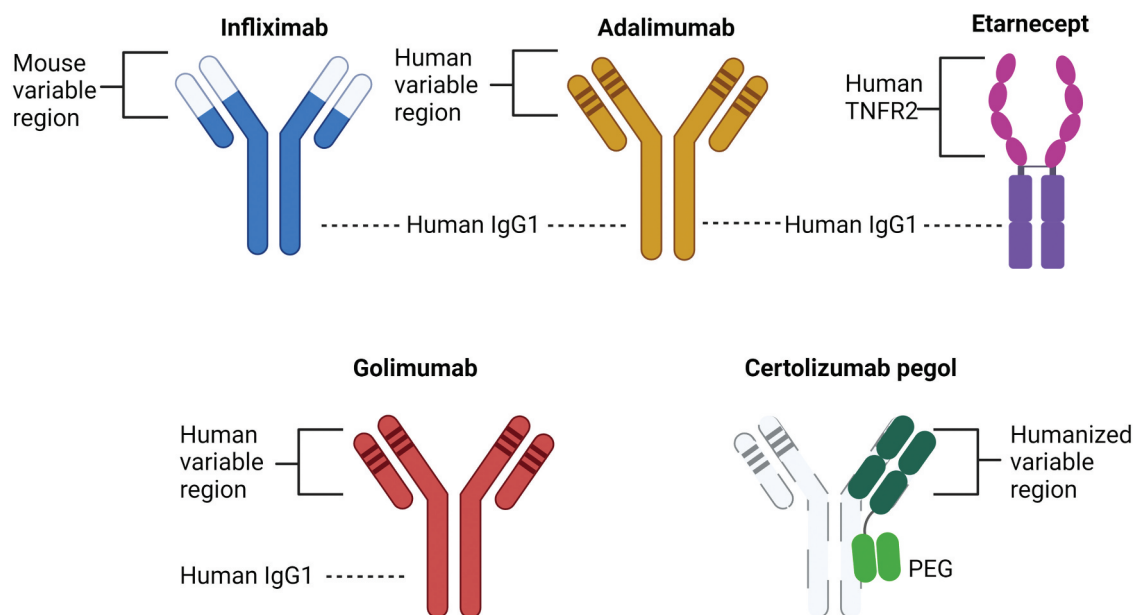 Infliximab
Adalimumab
Etarnecept
Mouse
variable
region
Human
variable
region
Human
TNFR2
Human IgG1
Human IgG1
Golimumab
Certolizumab pegol
Human
variable
region
Humanized
variable
region
Human IgG1
PEG